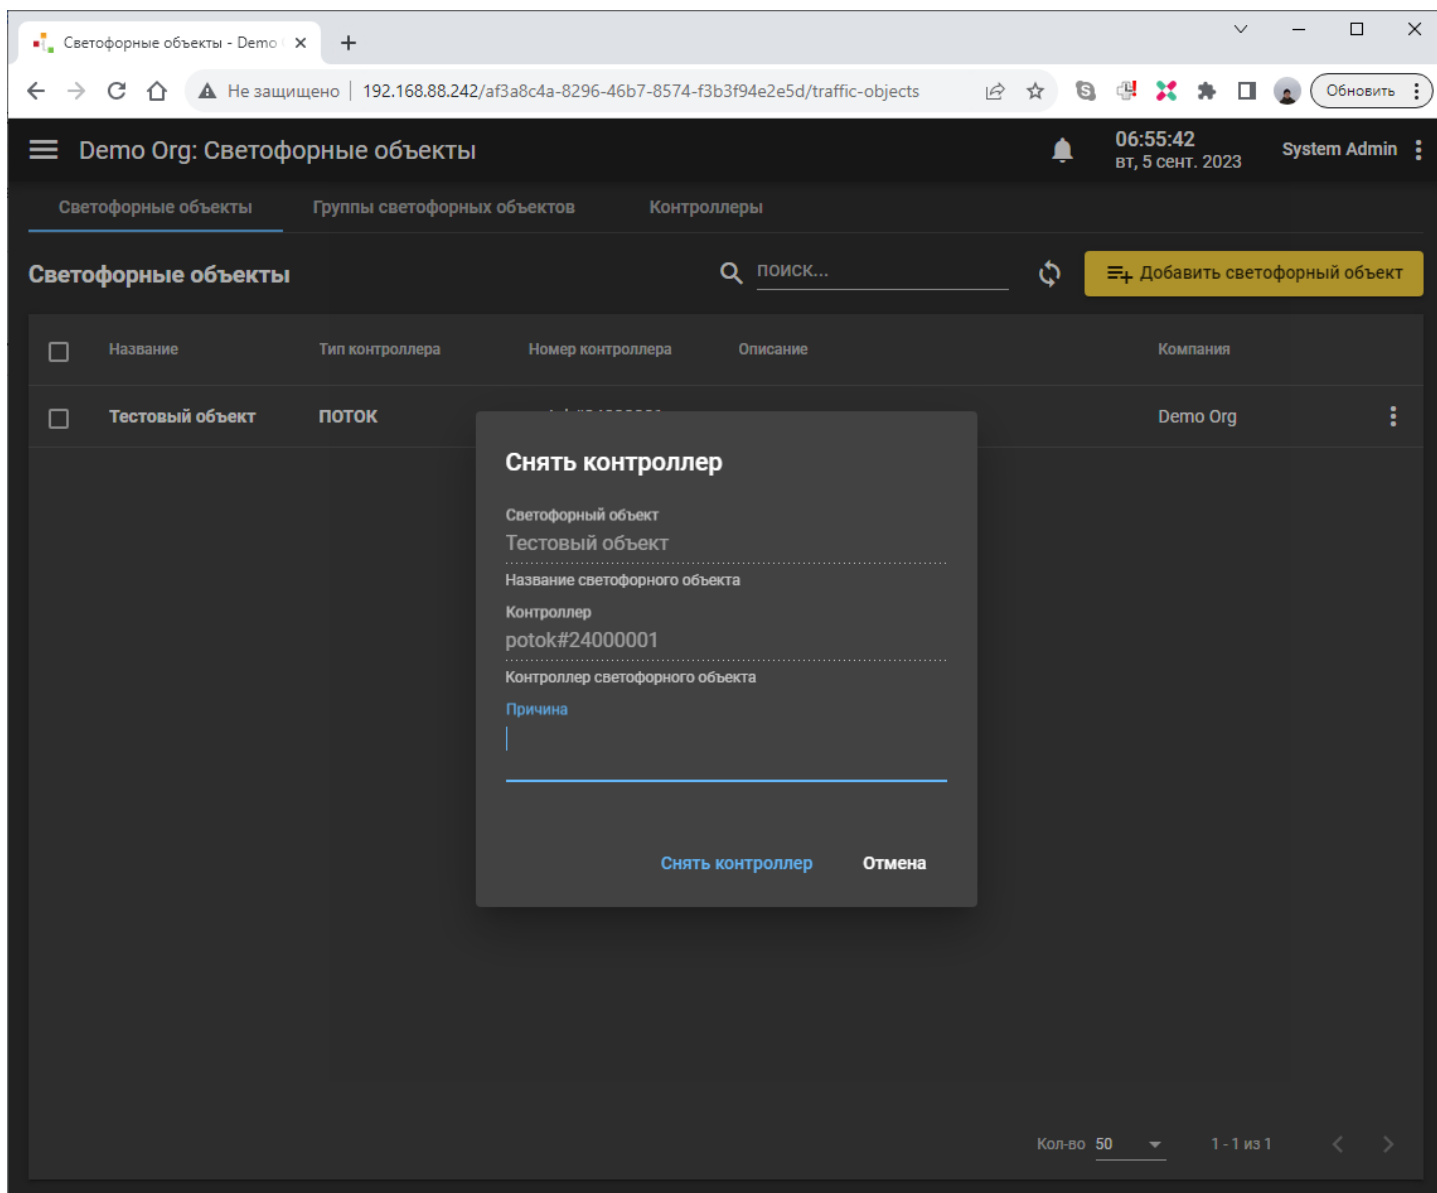 Светофорные объекты - Demo
Не защищено | 192.168.88.242/af3a8c4a-8296-46b7-8574-f3b3f94e2e5d/traffic-objects
Обновить
Demo Org: Светофорные объекты
06:55:42
вт, 5 сент. 2023
System Admin
Светофорные объекты
Группы светофорных объектов
Контроллеры
Светофорные объекты
поиск...
Добавить светофорный объект
Название
Тип контроллера
Номер контроллера
Описание
Компания
Тестовый объект
ПОТОК
Demo Org
Снять контроллер
Светофорный объект
Тестовый объект
Название светофорного объекта
Контроллер
potok#24000001
Контроллер светофорного объекта
Причина
Снять контроллер
Отмена
Кол-во 50
1 - 1 из 1